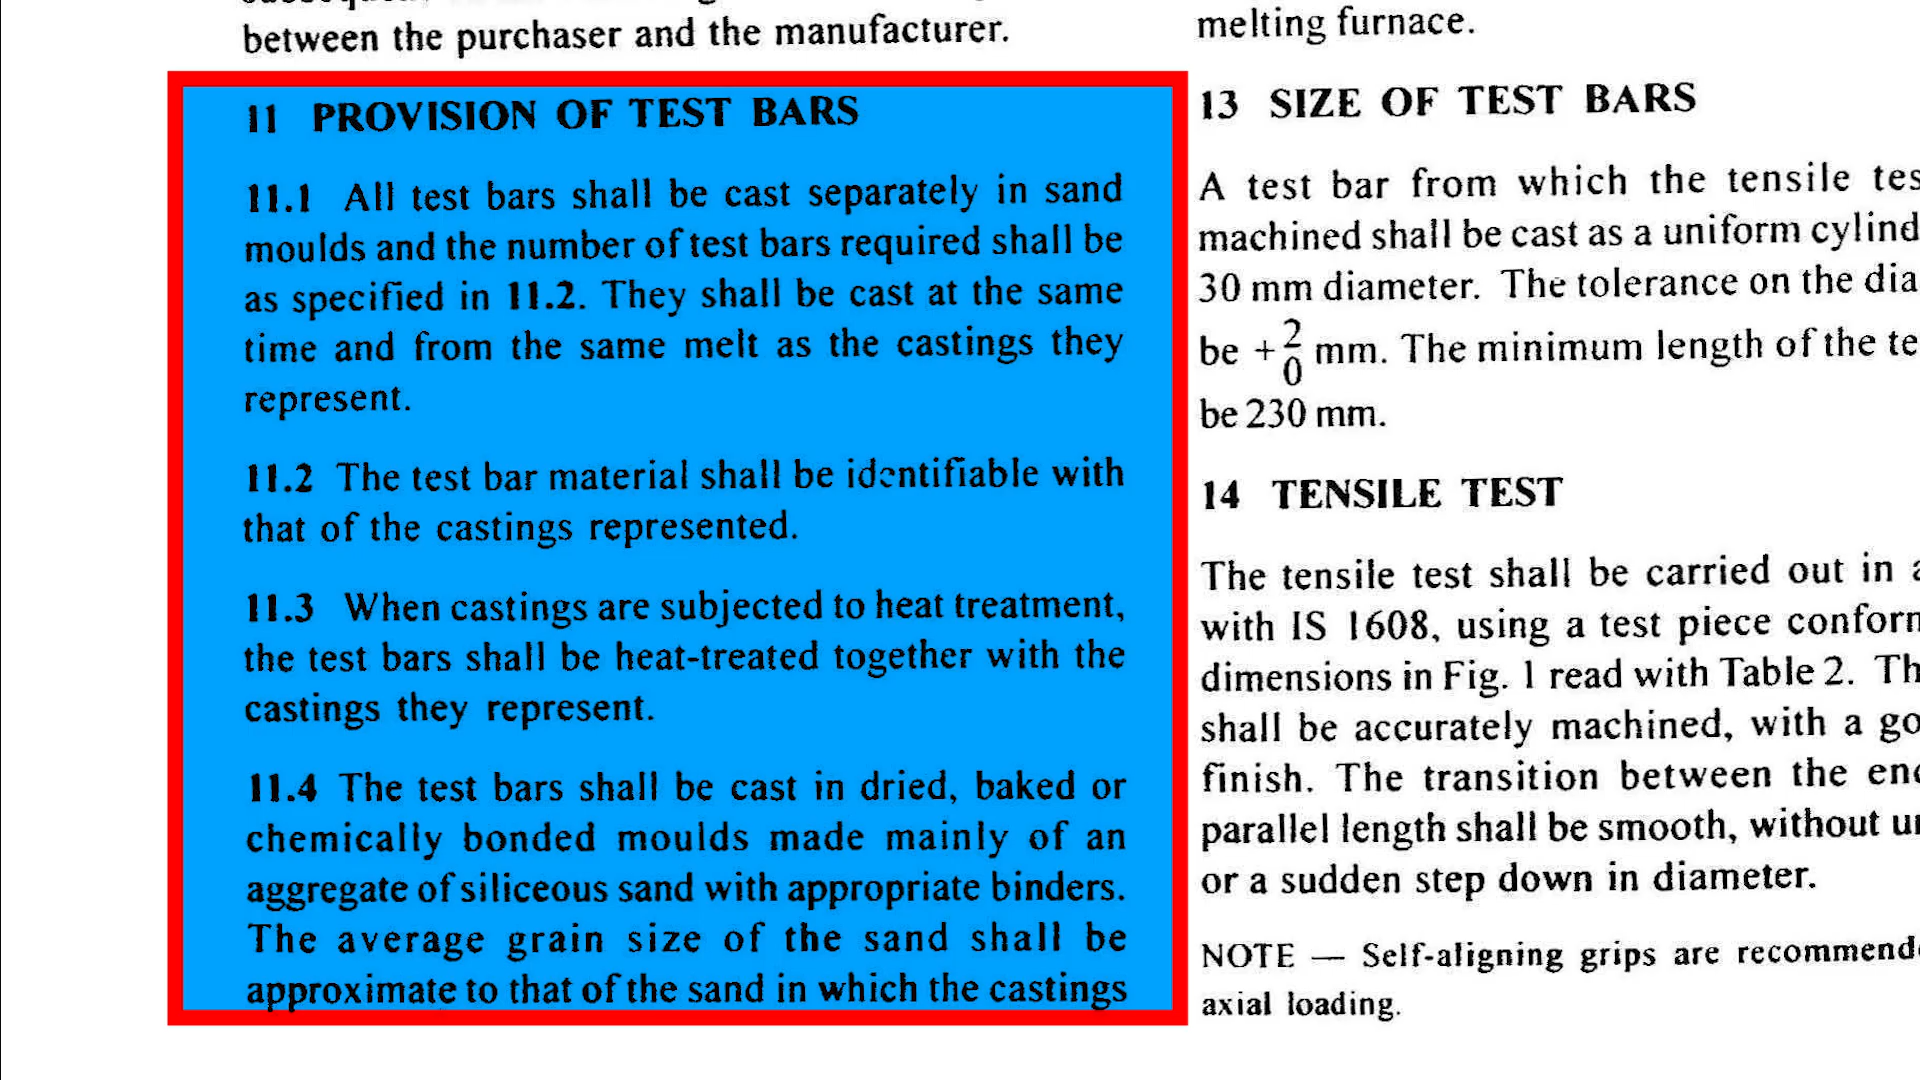 between the purchaser and the manufacturer.
11 PROVISION OF TEST BARS
11.1 All test bars shall be cast separately in sand
moulds and the number of test bars required shall be
as specified in 11.2. They shall be cast at the same
time and from the same melt as the castings they
represent.
11.2 The test bar material shall be identifiable with
that of the castings represented.
11.3 When castings are subjected to heat treatment,
the test bars shall be heat-treated together with the
castings they represent.
11.4 The test bars shall be cast in dried, baked or
chemically bonded moulds made mainly of an
aggregate of siliceous sand with appropriate binders.
The average grain size of the sand shall be
approximate to that of the sand in which the castings
melting furnace.
13 SIZE OF TEST BARS
A test bar from which the tensile tes
machined shall be cast as a uniform cylind
30 mm diameter. The tolerance on the dia
be + 2/0 mm. The minimum length of the te
be 230 mm.
14 TENSILE TEST
The tensile test shall be carried out in
with IS 1608, using a test piece conform
dimensions in Fig. 1 read with Table 2. Th
shall be accurately machined, with a go
finish. The transition between the end
parallel length shall be smooth, without un
or a sudden step down in diameter.
NOTE — Self-aligning grips are recommende
axial loading.